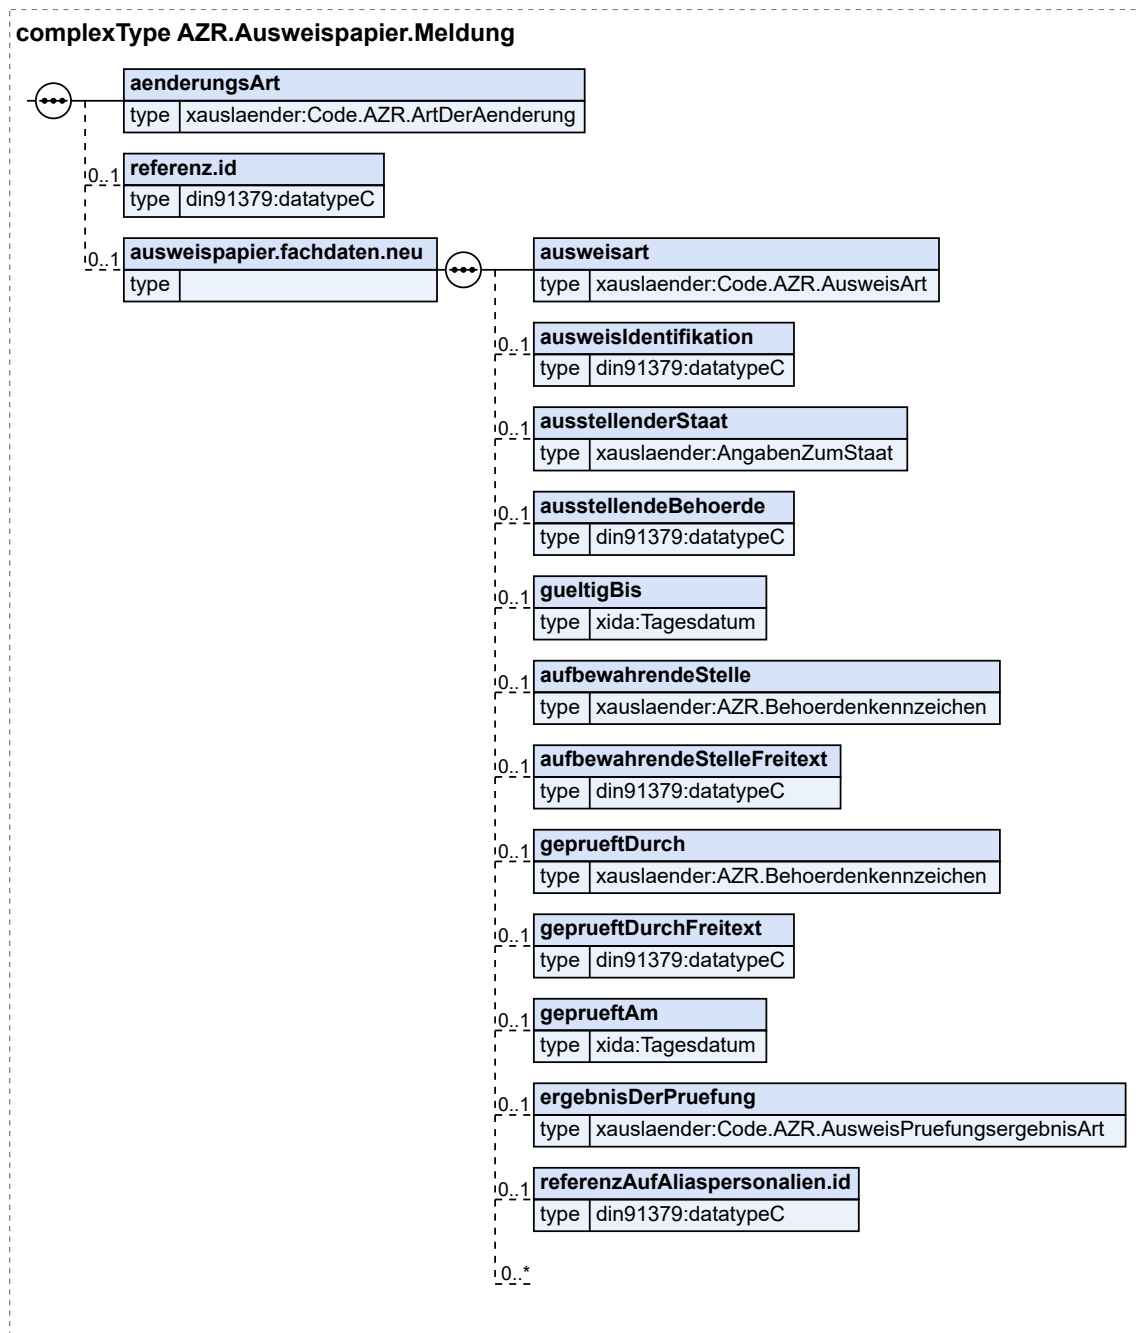 complexType AZR.Ausweispapier.Meldung
aenderungsArt
type xauslaender:Code.AZR.ArtDerAenderung
0..1 referenz.id
type din91379:datatypeC
0..1 ausweispapier.fachdaten.neu
type
ausweisart
type xauslaender:Code.AZR.AusweisArt
0..1 ausweisIdentifikation
type din91379:datatypeC
0..1 ausstellenderStaat
type xauslaender:AngabenZumStaat
0..1 ausstellendeBehoerde
type din91379:datatypeC
0..1 gueltigBis
type xida:Tagesdatum
0..1 aufbewahrendeStelle
type xauslaender:AZR.Behoerdenkennzeichen
0..1 aufbewahrendeStelleFreitext
type din91379:datatypeC
0..1 geprueftDurch
type xauslaender:AZR.Behoerdenkennzeichen
0..1 geprueftDurchFreitext
type din91379:datatypeC
0..1 geprueftAm
type xida:Tagesdatum
0..1 ergebnisDerPruefung
type xauslaender:Code.AZR.AusweisPruefungsergebnisArt
0..1 referenzAufAliaspersonalien.id
type din91379:datatypeC
0..*